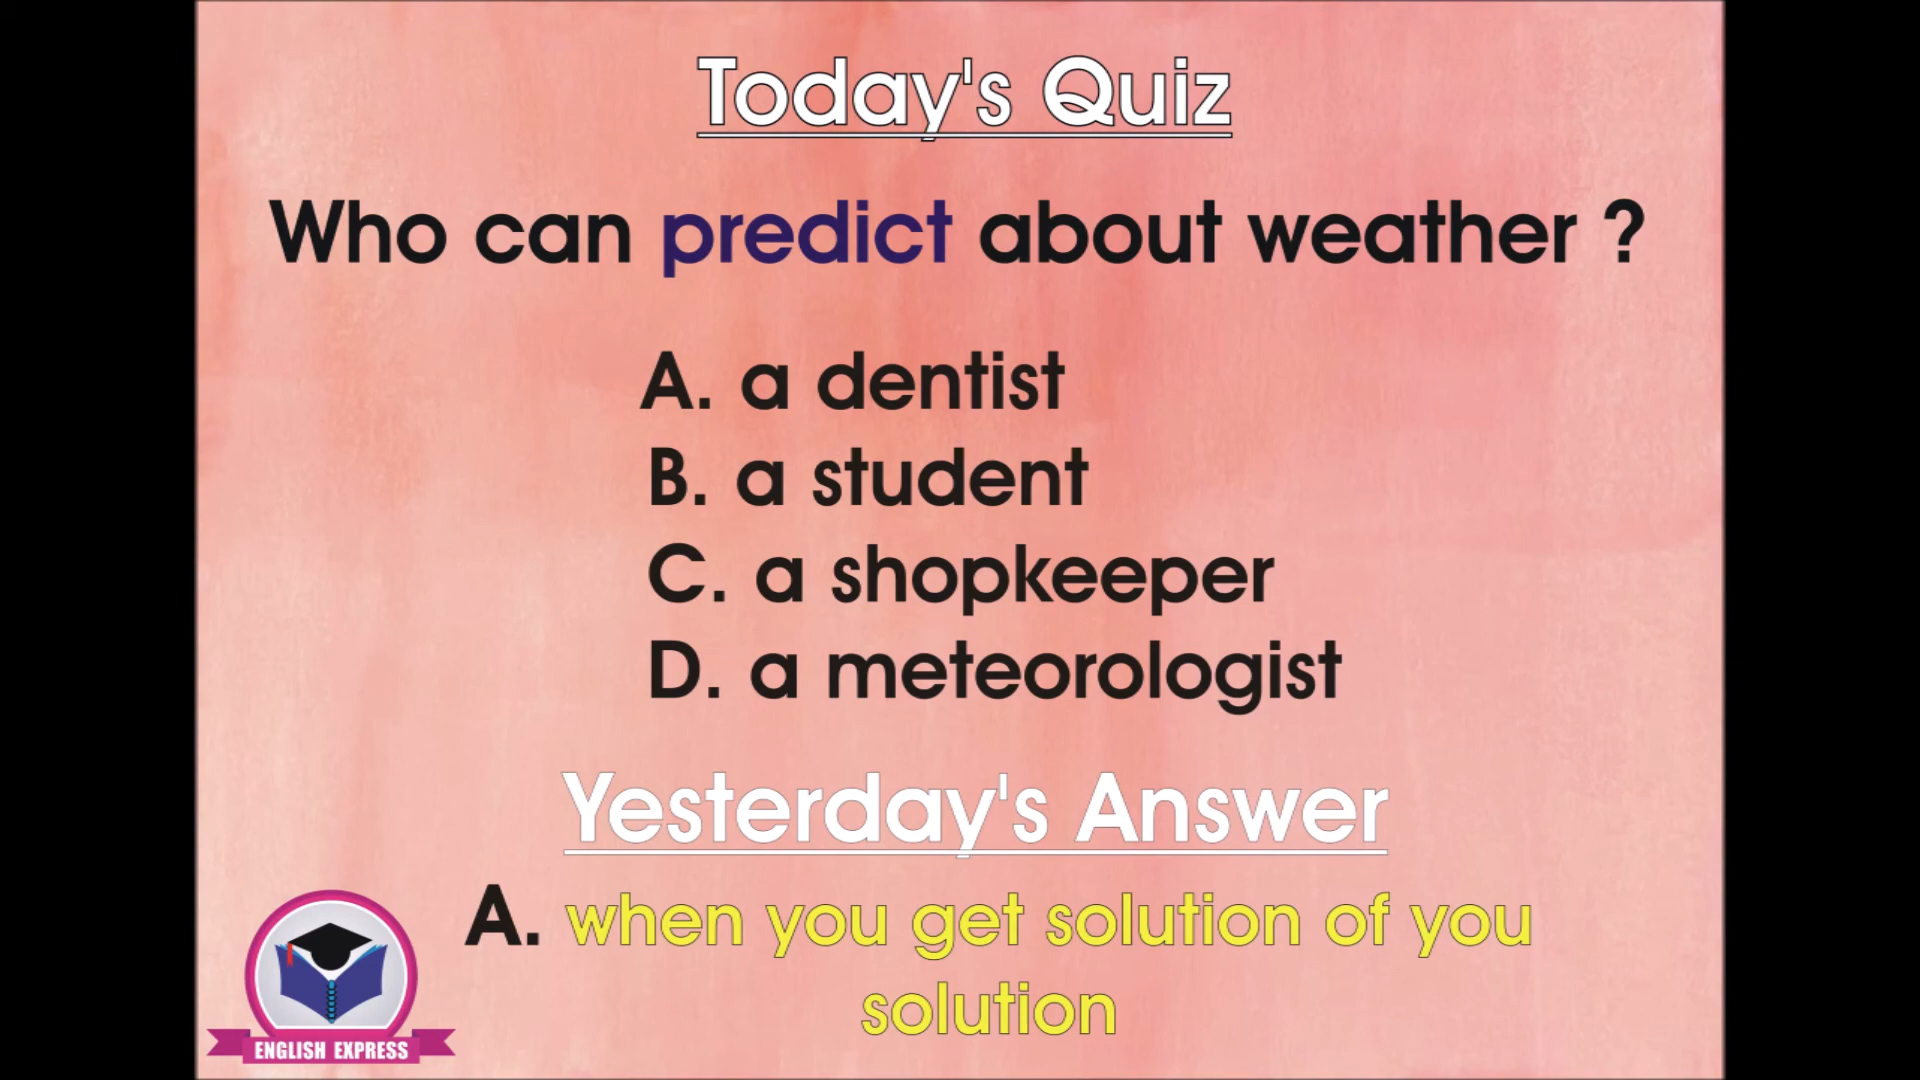 Today's Quiz
Who can predict about weather ?
A. a dentist
B. a student
C. a shopkeeper
D. a meteorologist
Yesterday's Answer
A. when you get solution of you
solution
ENGLISH EXPRESS